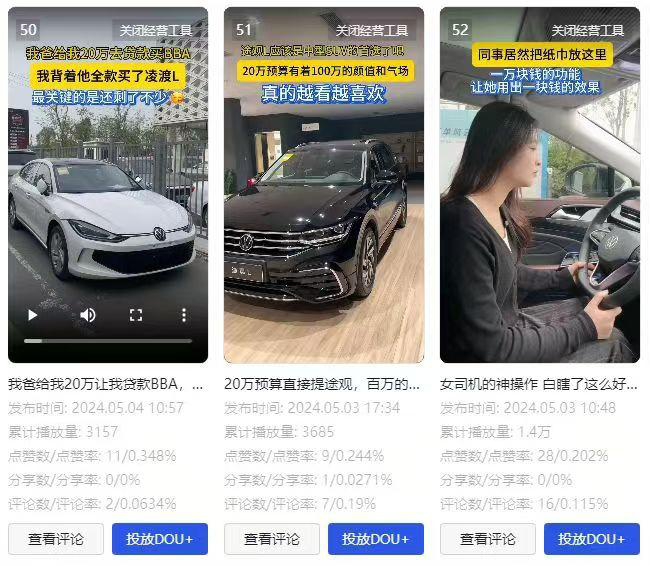 50
关闭经营工具
我爸给我20万去贷款买BBA
我背着他全款买了凌渡L
最关键的是还剩了不少
我爸给我20万让我贷款BBA，...
发布时间: 2024.05.04 10:57
累计播放量: 3157
点赞数/点赞率: 11/0.348%
分享数/分享率: 0/0%
评论数/评论率: 2/0.0634%
查看评论
投放DOU+
51
关闭经营工具
途观L应该是中型SUV的首选了吧
20万预算有着100万的颜值和气场
真的越看越喜欢
20万预算直接提途观，百万的...
发布时间: 2024.05.03 17:34
累计播放量: 3685
点赞数/点赞率: 9/0.244%
分享数/分享率: 1/0.0271%
评论数/评论率: 7/0.19%
查看评论
投放DOU+
52
关闭经营工具
同事居然把纸巾放这里
一万块钱的功能
让她用出一块钱的效果
女司机的神操作 白瞎了这么好...
发布时间: 2024.05.03 10:48
累计播放量: 1.4万
点赞数/点赞率: 28/0.202%
分享数/分享率: 0/0%
评论数/评论率: 16/0.115%
查看评论
投放DOU+